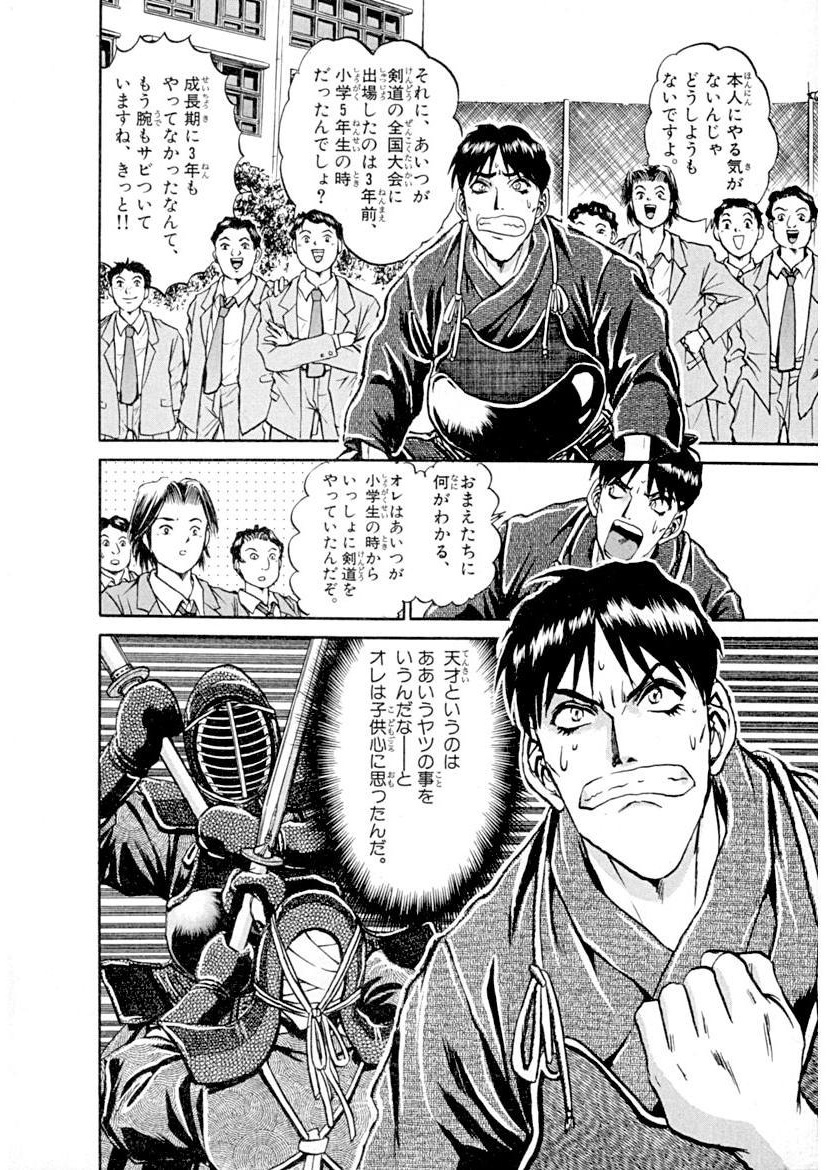 本人にやる気が
ないんじゃ
どうしようも
ないですよ。
それに、あいつが
剣道の全国大会に
出場したのは3年前、
小学5年生の時
だったんでしょ?
成長期に3年も
やってなかったなんて、
もう腕もサビついて
いますね、きっと!!
おまえたちに
何がわかる、
オレはあいつが
小学生の時から
いっしょに剣道を
やっていたんだぞ。
天才というのは
ああいうヤツの事を
いうんだな――と
オレは子供心に思ったんだ。